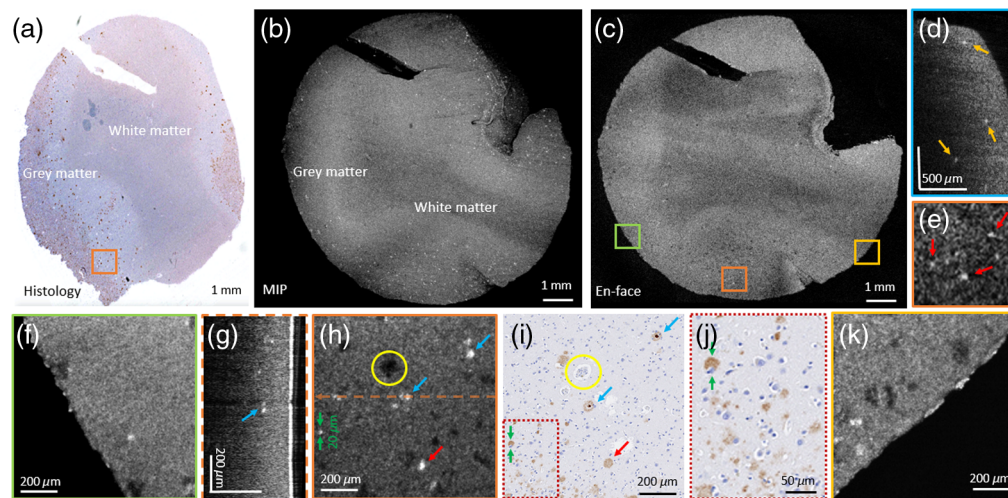 (a)
White matter
Grey matter
Histology
1 mm
(b)
Grey matter
White matter
MIP
1 mm
(c)
En-face
1 mm
(d)
500 µm
(e)
(f)
200 µm
(g)
200 µm
(h)
20 µm
200 µm
(i)
200 µm
(j)
50 µm
(k)
200 µm